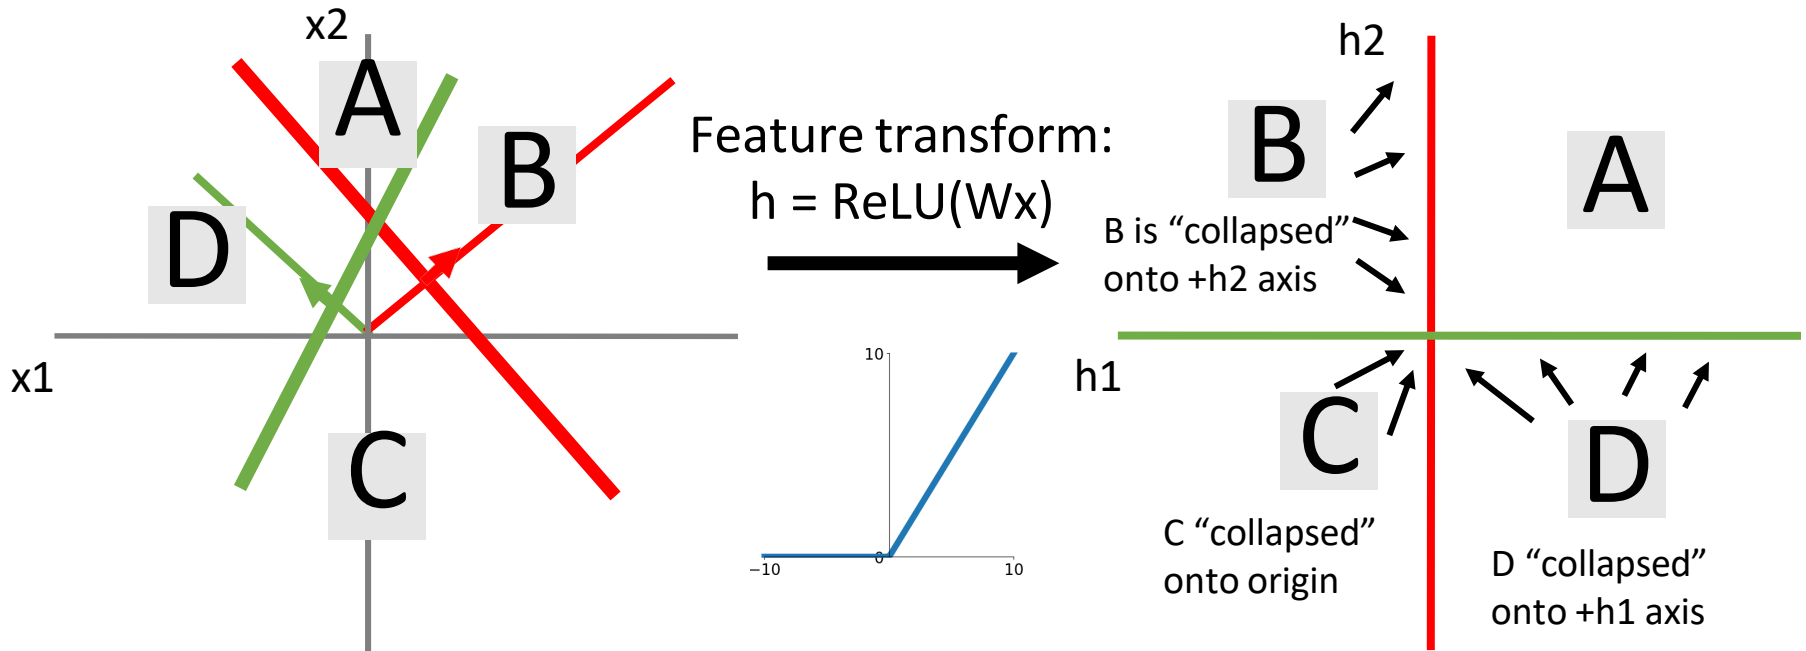 x2
A
B
D
x1
C
Feature transform:
h = ReLU(Wx)
10
0
−10
10
h2
B
A
B is “collapsed”
onto +h2 axis
h1
C
D
C “collapsed”
onto origin
D “collapsed”
onto +h1 axis